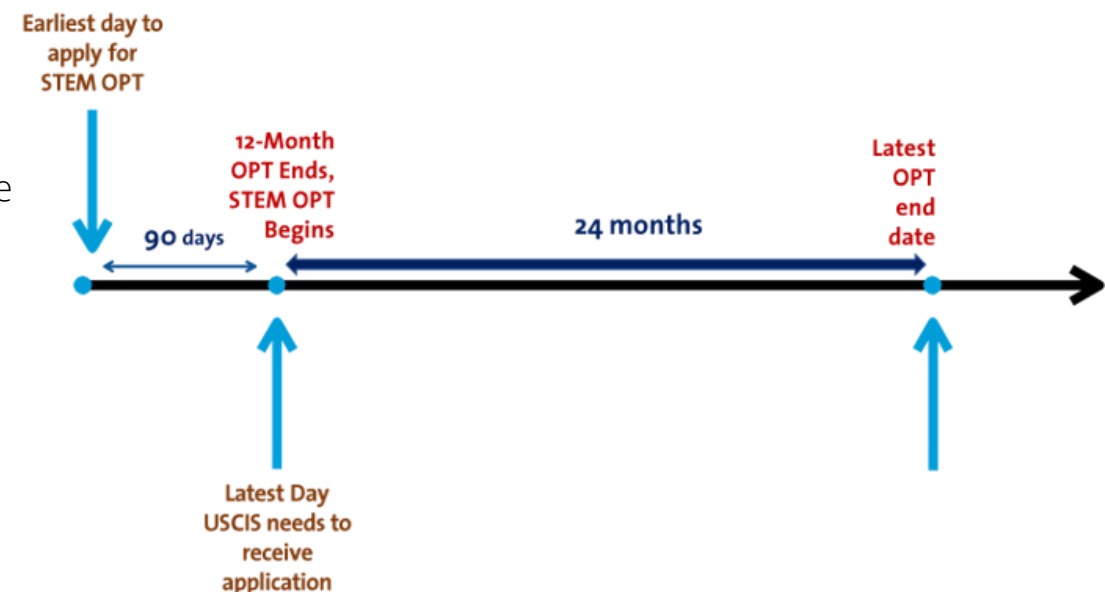 Earliest day to
apply for
STEM OPT
12-Month
OPT Ends,
STEM OPT
Begins
90 days
24 months
Latest
OPT
end
date
e
Latest Day
USCIS needs to
receive
application